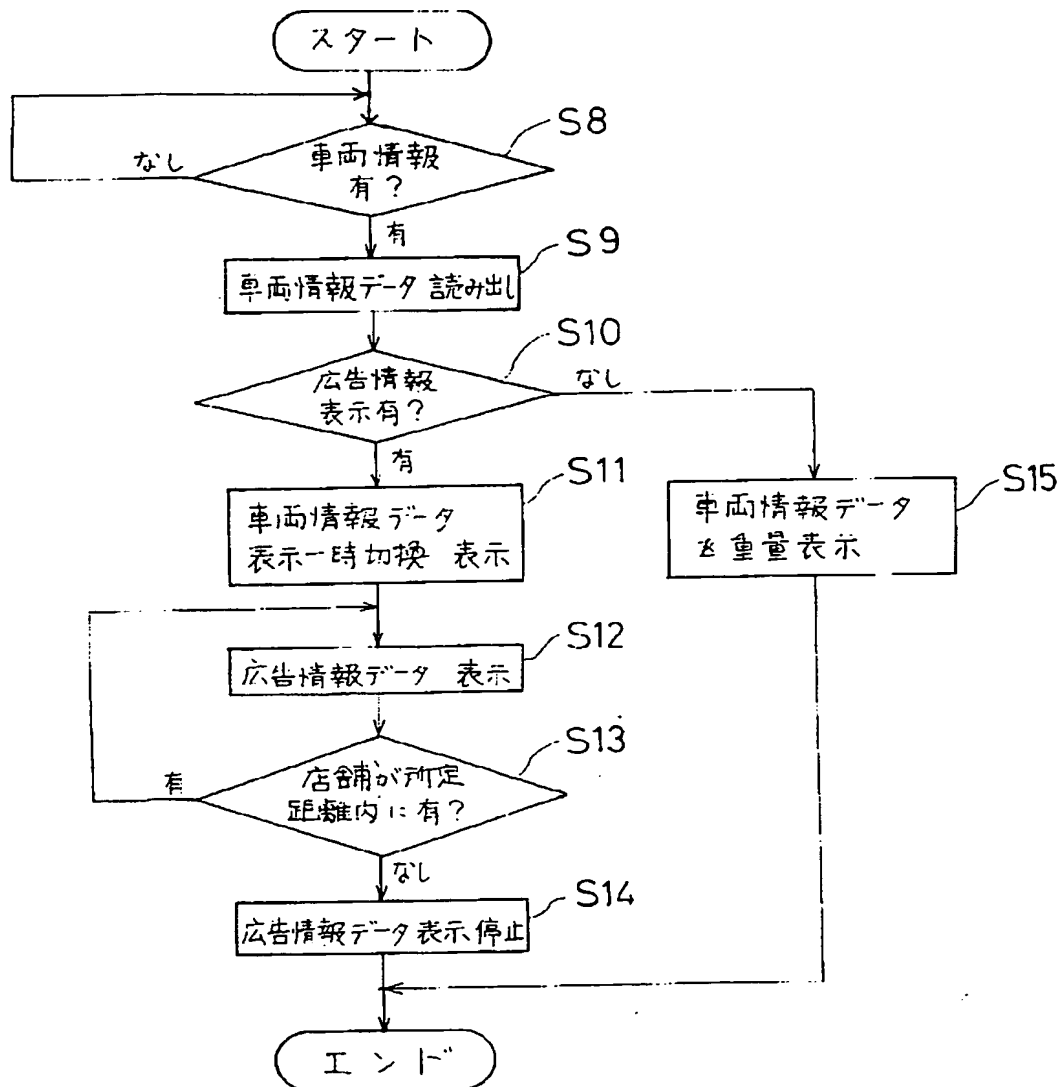 スタート
S8
車両情報
有?
なし
有
S9
車両情報データ 読み出し
S10
広告情報
表示有?
なし
有
S11
車両情報データ
表示一時切換 表示
S15
車両情報データ
を重量表示
S12
広告情報データ 表示
S13
店舗が所定
距離内に有?
有
なし
S14
広告情報データ表示停止
エンド